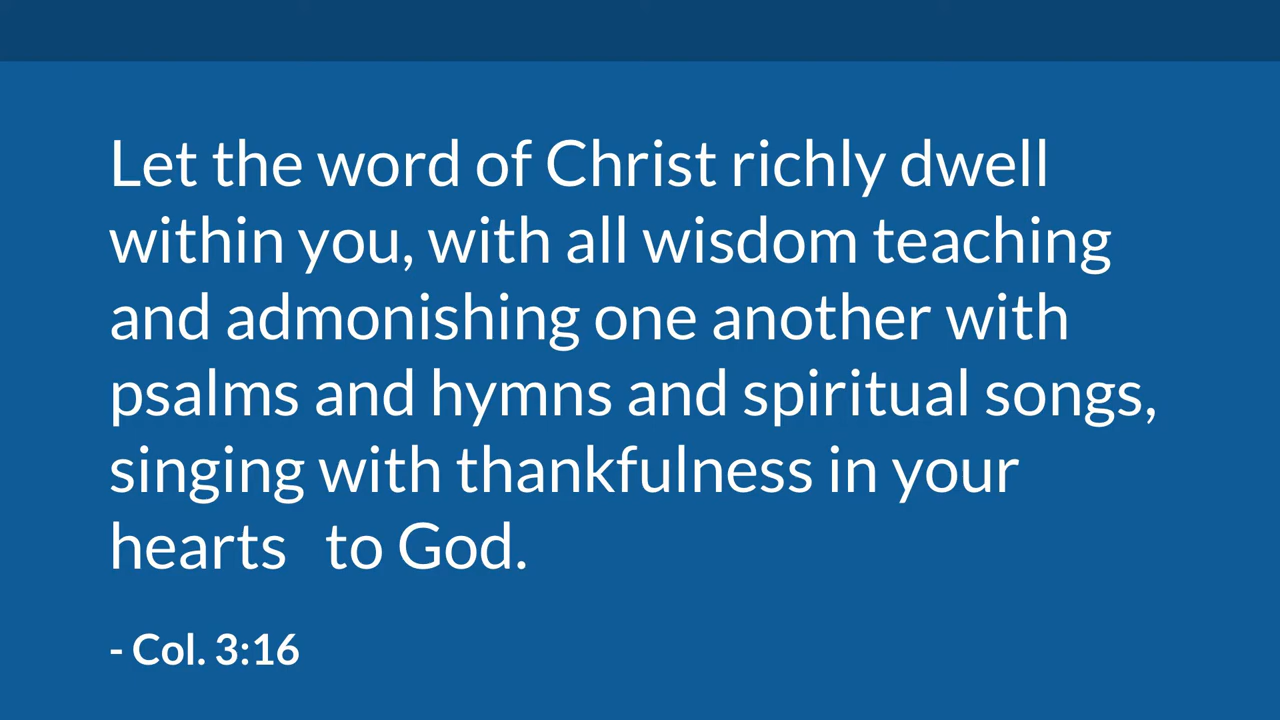 Let the word of Christ richly dwell
within you, with all wisdom teaching
and admonishing one another with
psalms and hymns and spiritual songs,
singing with thankfulness in your
hearts   to God.
- Col. 3:16